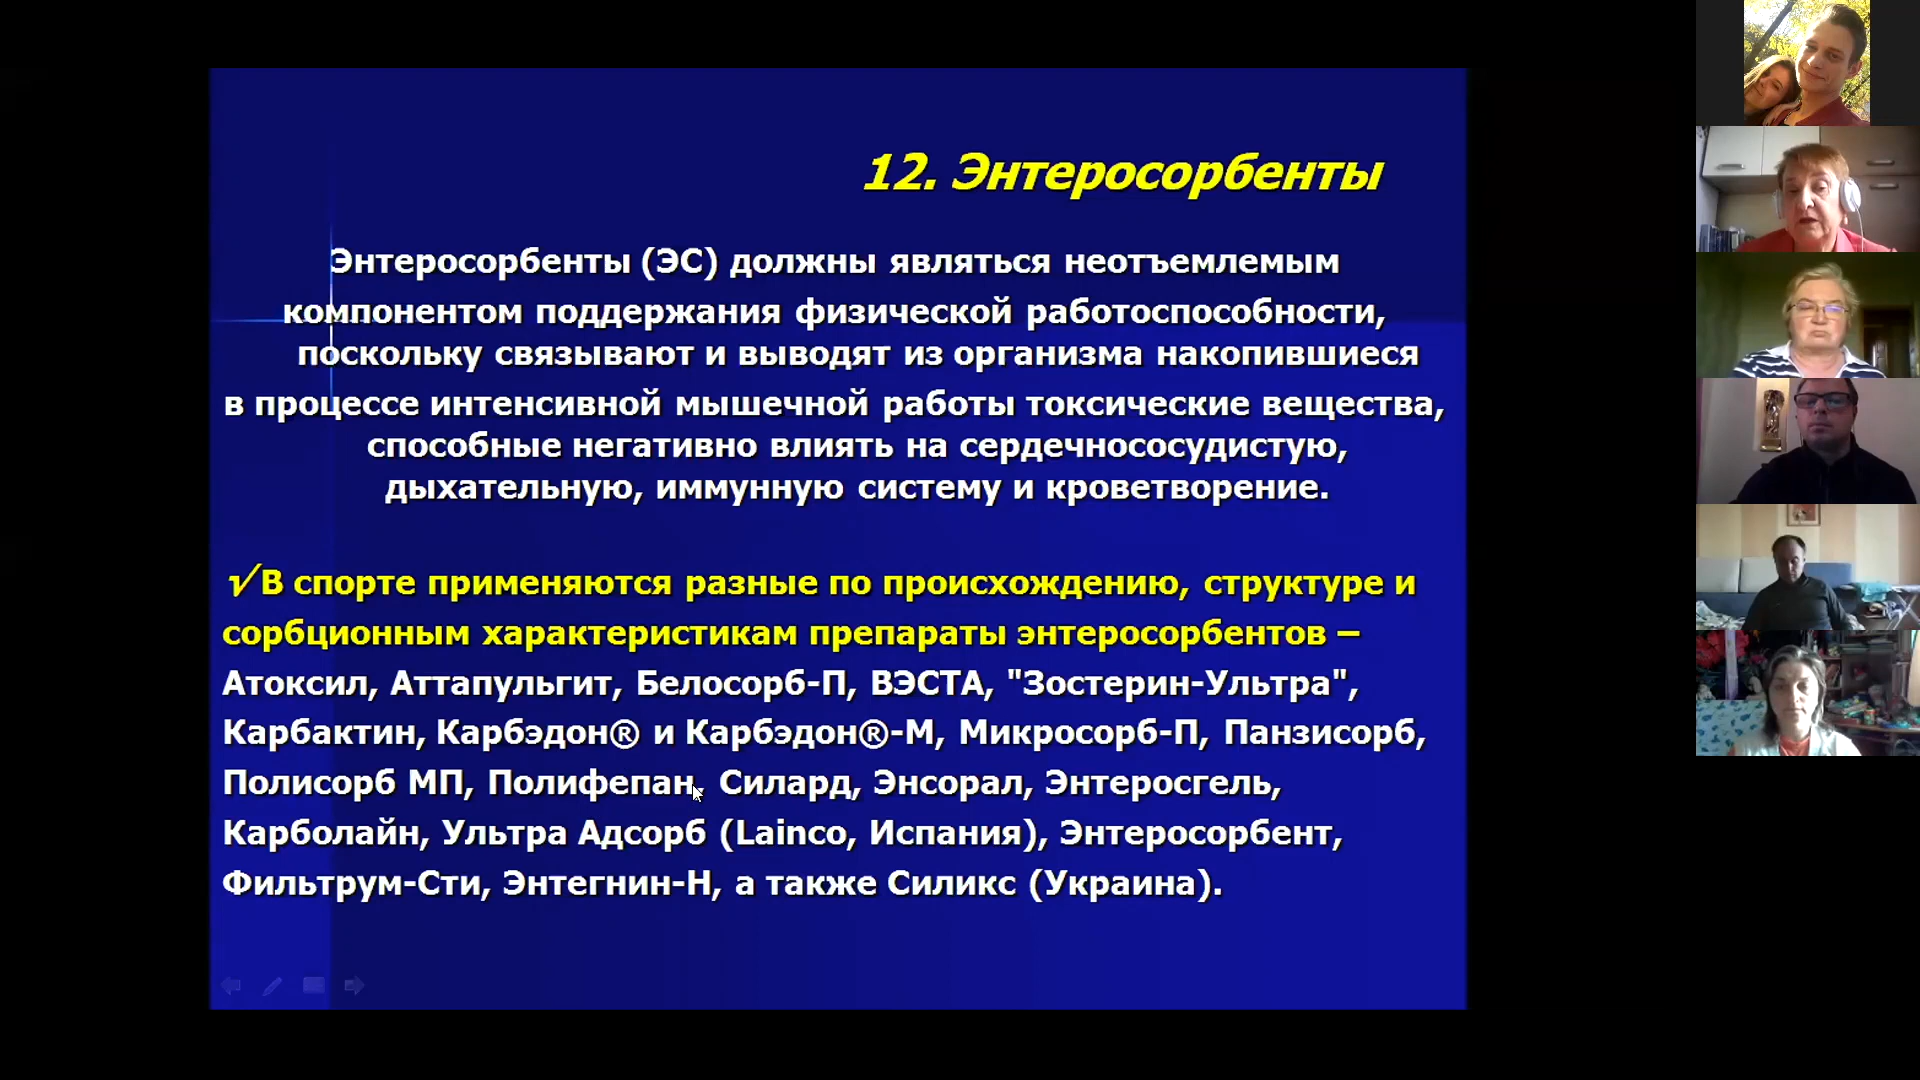 12. Энтеросорбенты
Энтеросорбенты (ЭС) должны являться неотъемлемым
компонентом поддержания физической работоспособности,
поскольку связывают и выводят из организма накопившиеся
в процессе интенсивной мышечной работы токсические вещества,
способные негативно влиять на сердечнососудистую,
дыхательную, иммунную систему и кроветворение.
√В спорте применяются разные по происхождению, структуре и
сорбционным характеристикам препараты энтеросорбентов –
Атоксил, Аттапульгит, Белосорб-П, ВЭСТА, "Зостерин-Ультра",
Карбактин, Карбэдон® и Карбэдон®-М, Микросорб-П, Панзисорб,
Полисорб МП, Полифепан, Силард, Энсорал, Энтеросгель,
Карболайн, Ультра Адсорб (Lainco, Испания), Энтеросорбент,
Фильтрум-Сти, Энтегнин-Н, а также Силикс (Украина).